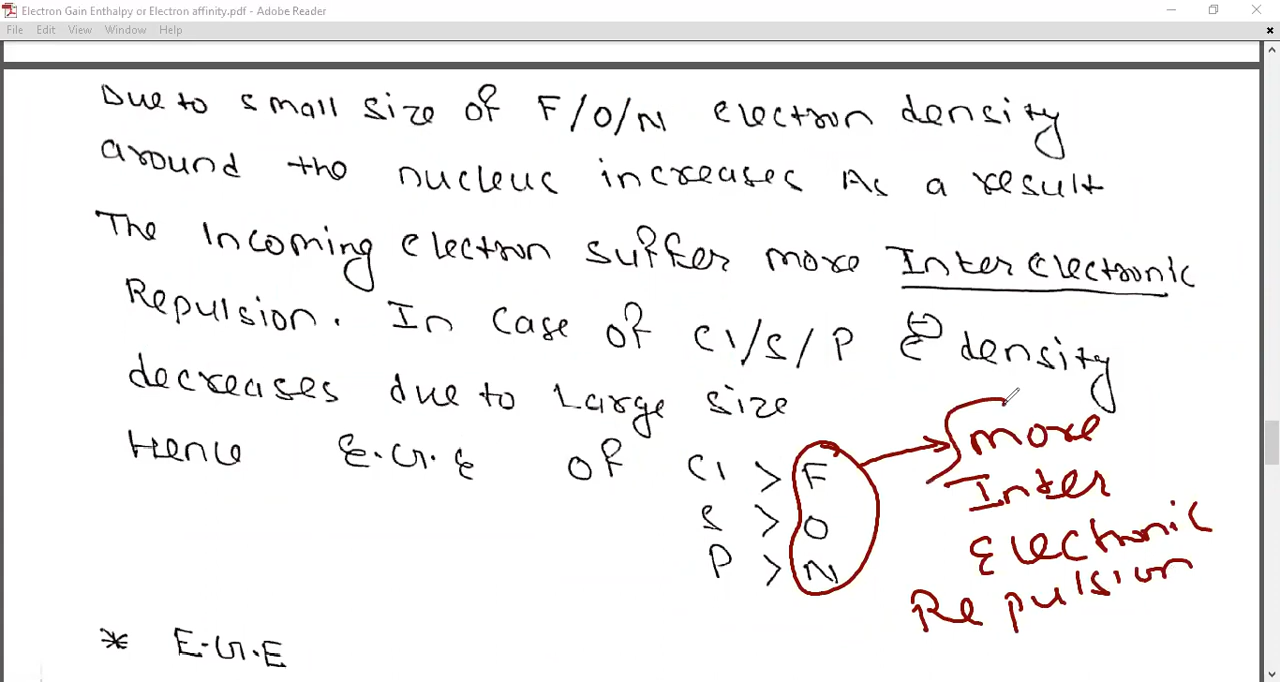 Electron Gain Enthalpy or Electron affinity.pdf - Adobe Reader
File Edit View Window Help
Due to small size of F/O/N electron density
around the nucleus increases As a result
The Incoming electron suffer more Inter Electronic
Repulsion. In case of Cl/S/P e⊖ density
decreases due to Large size
Hence E.G.E of Cl > F
S > O
P > N
more
Inter
Electronic
Repulsion
* E.G.E